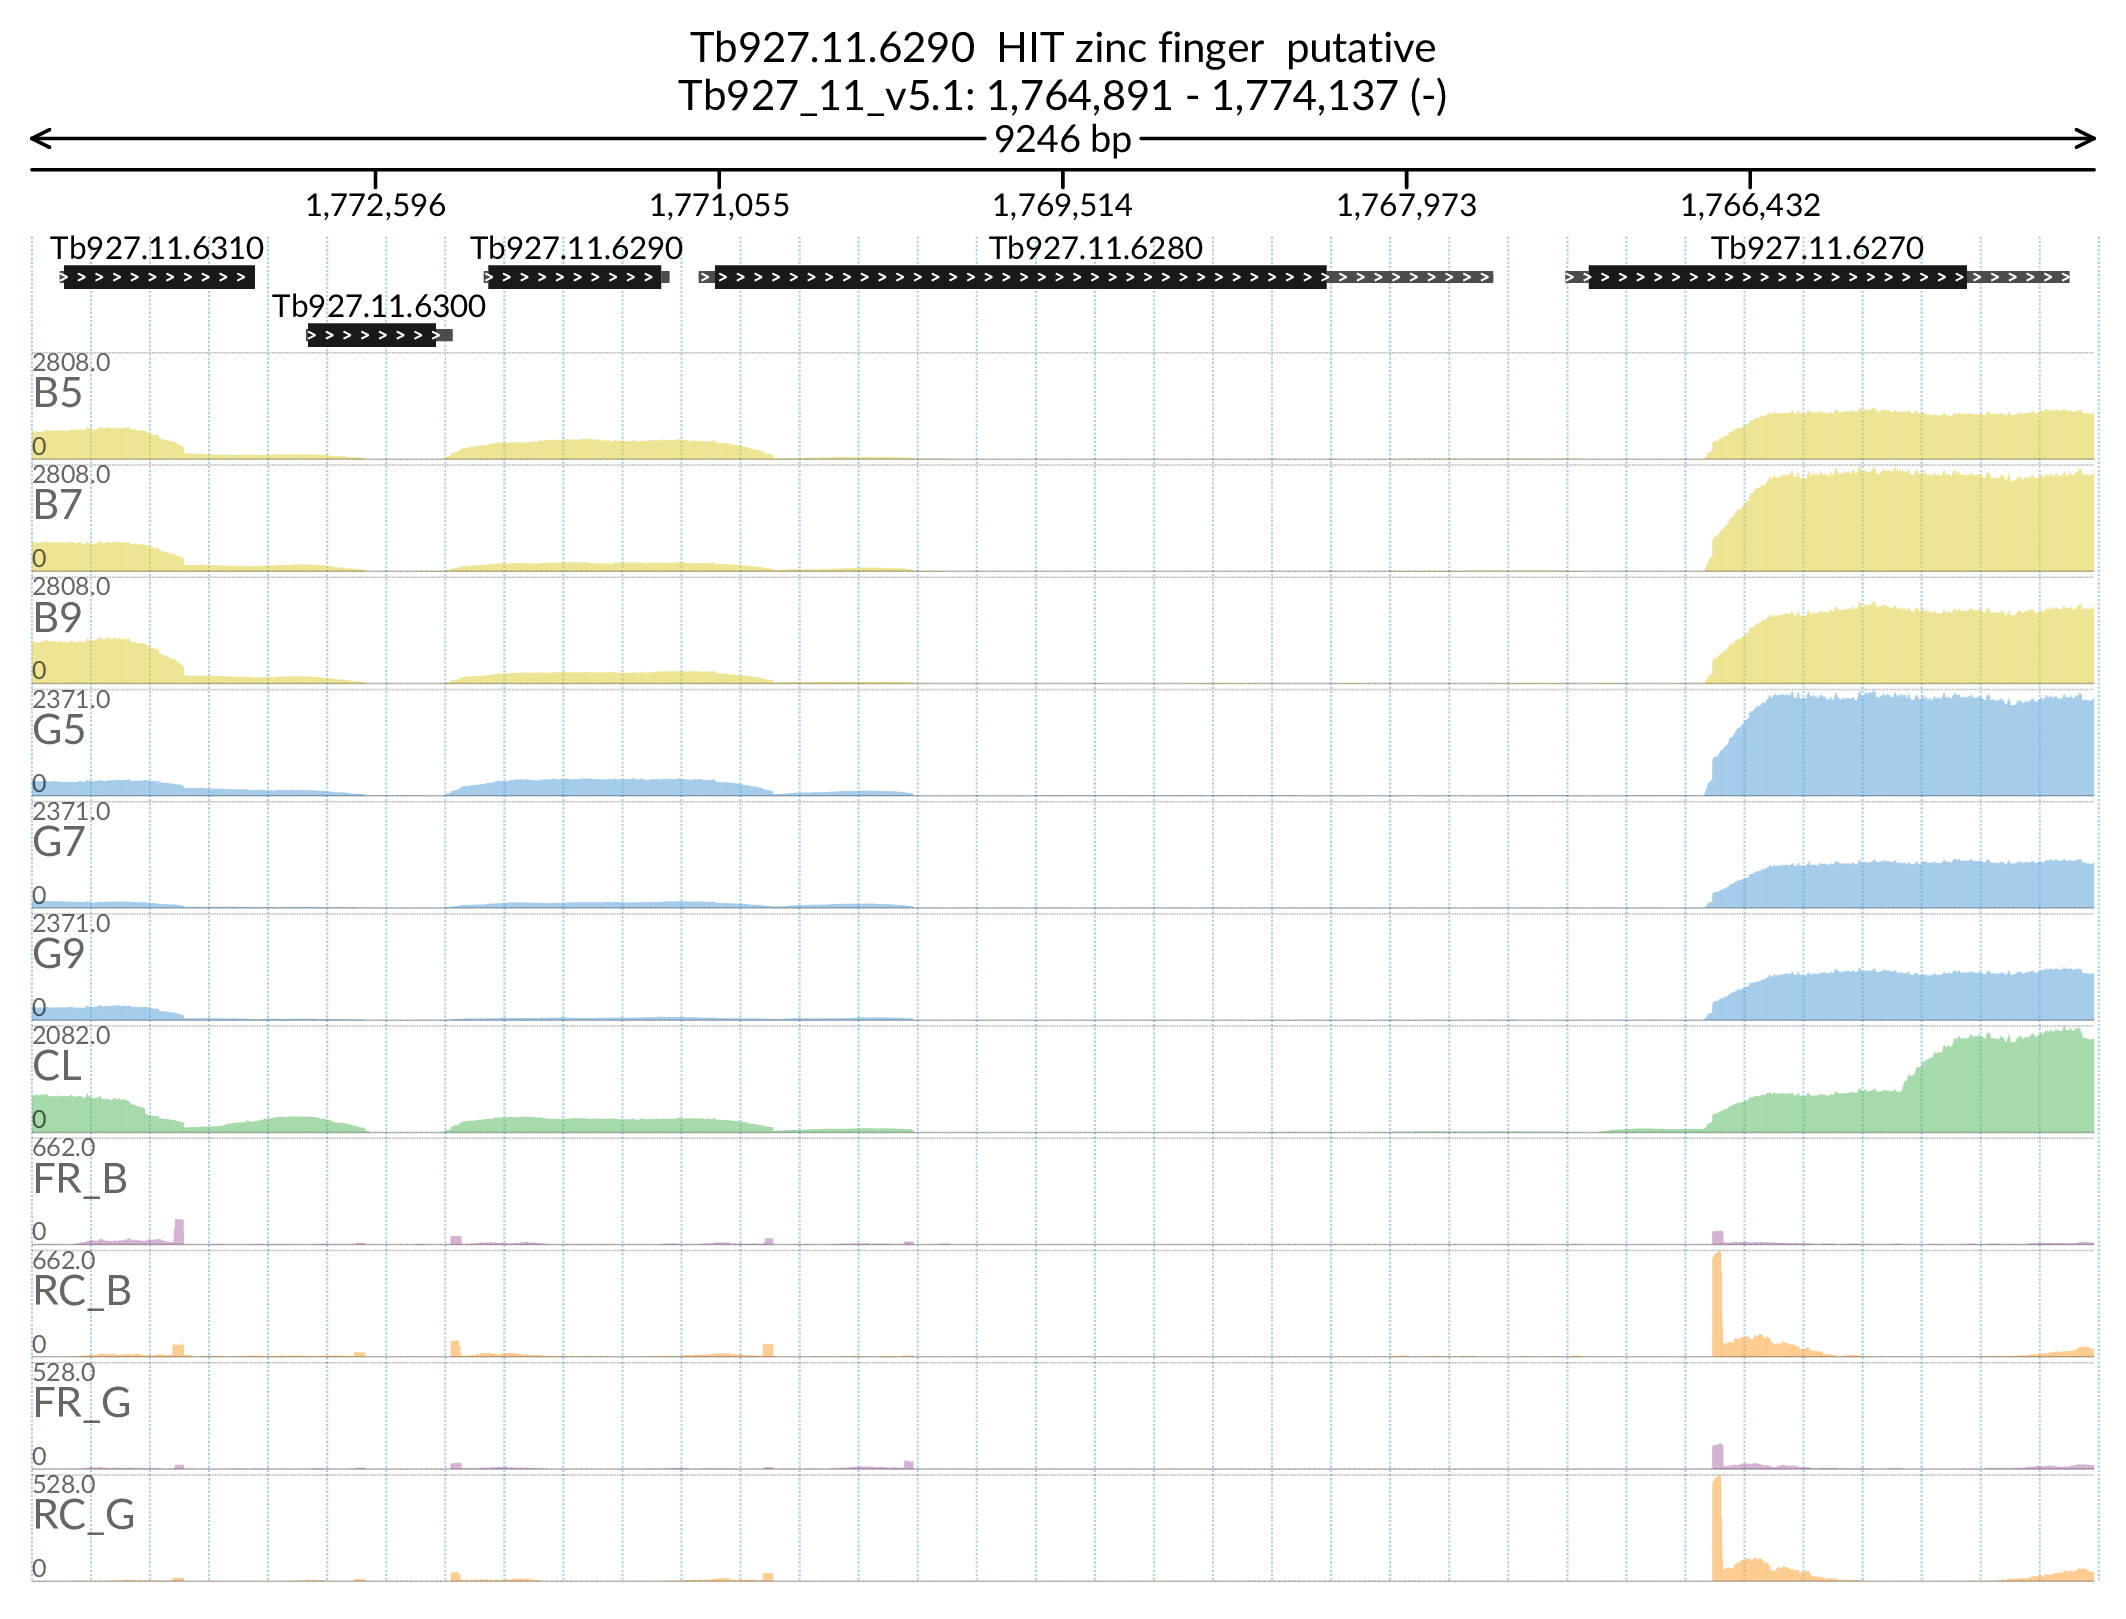 Tb927.11.6290  HIT zinc finger  putative
Tb927_11_v5.1: 1,764,891 - 1,774,137 (-)
9246 bp
1,772,596 1,771,055 1,769,514 1,767,973 1,766,432
Tb927.11.6310 Tb927.11.6290 Tb927.11.6280 Tb927.11.6270
Tb927.11.6300
2808.0
B5
0
2808.0
B7
0
2808.0
B9
0
2371.0
G5
0
2371.0
G7
0
2371.0
G9
0
2082.0
CL
0
662.0
FR_B
0
662.0
RC_B
0
528.0
FR_G
0
528.0
RC_G
0